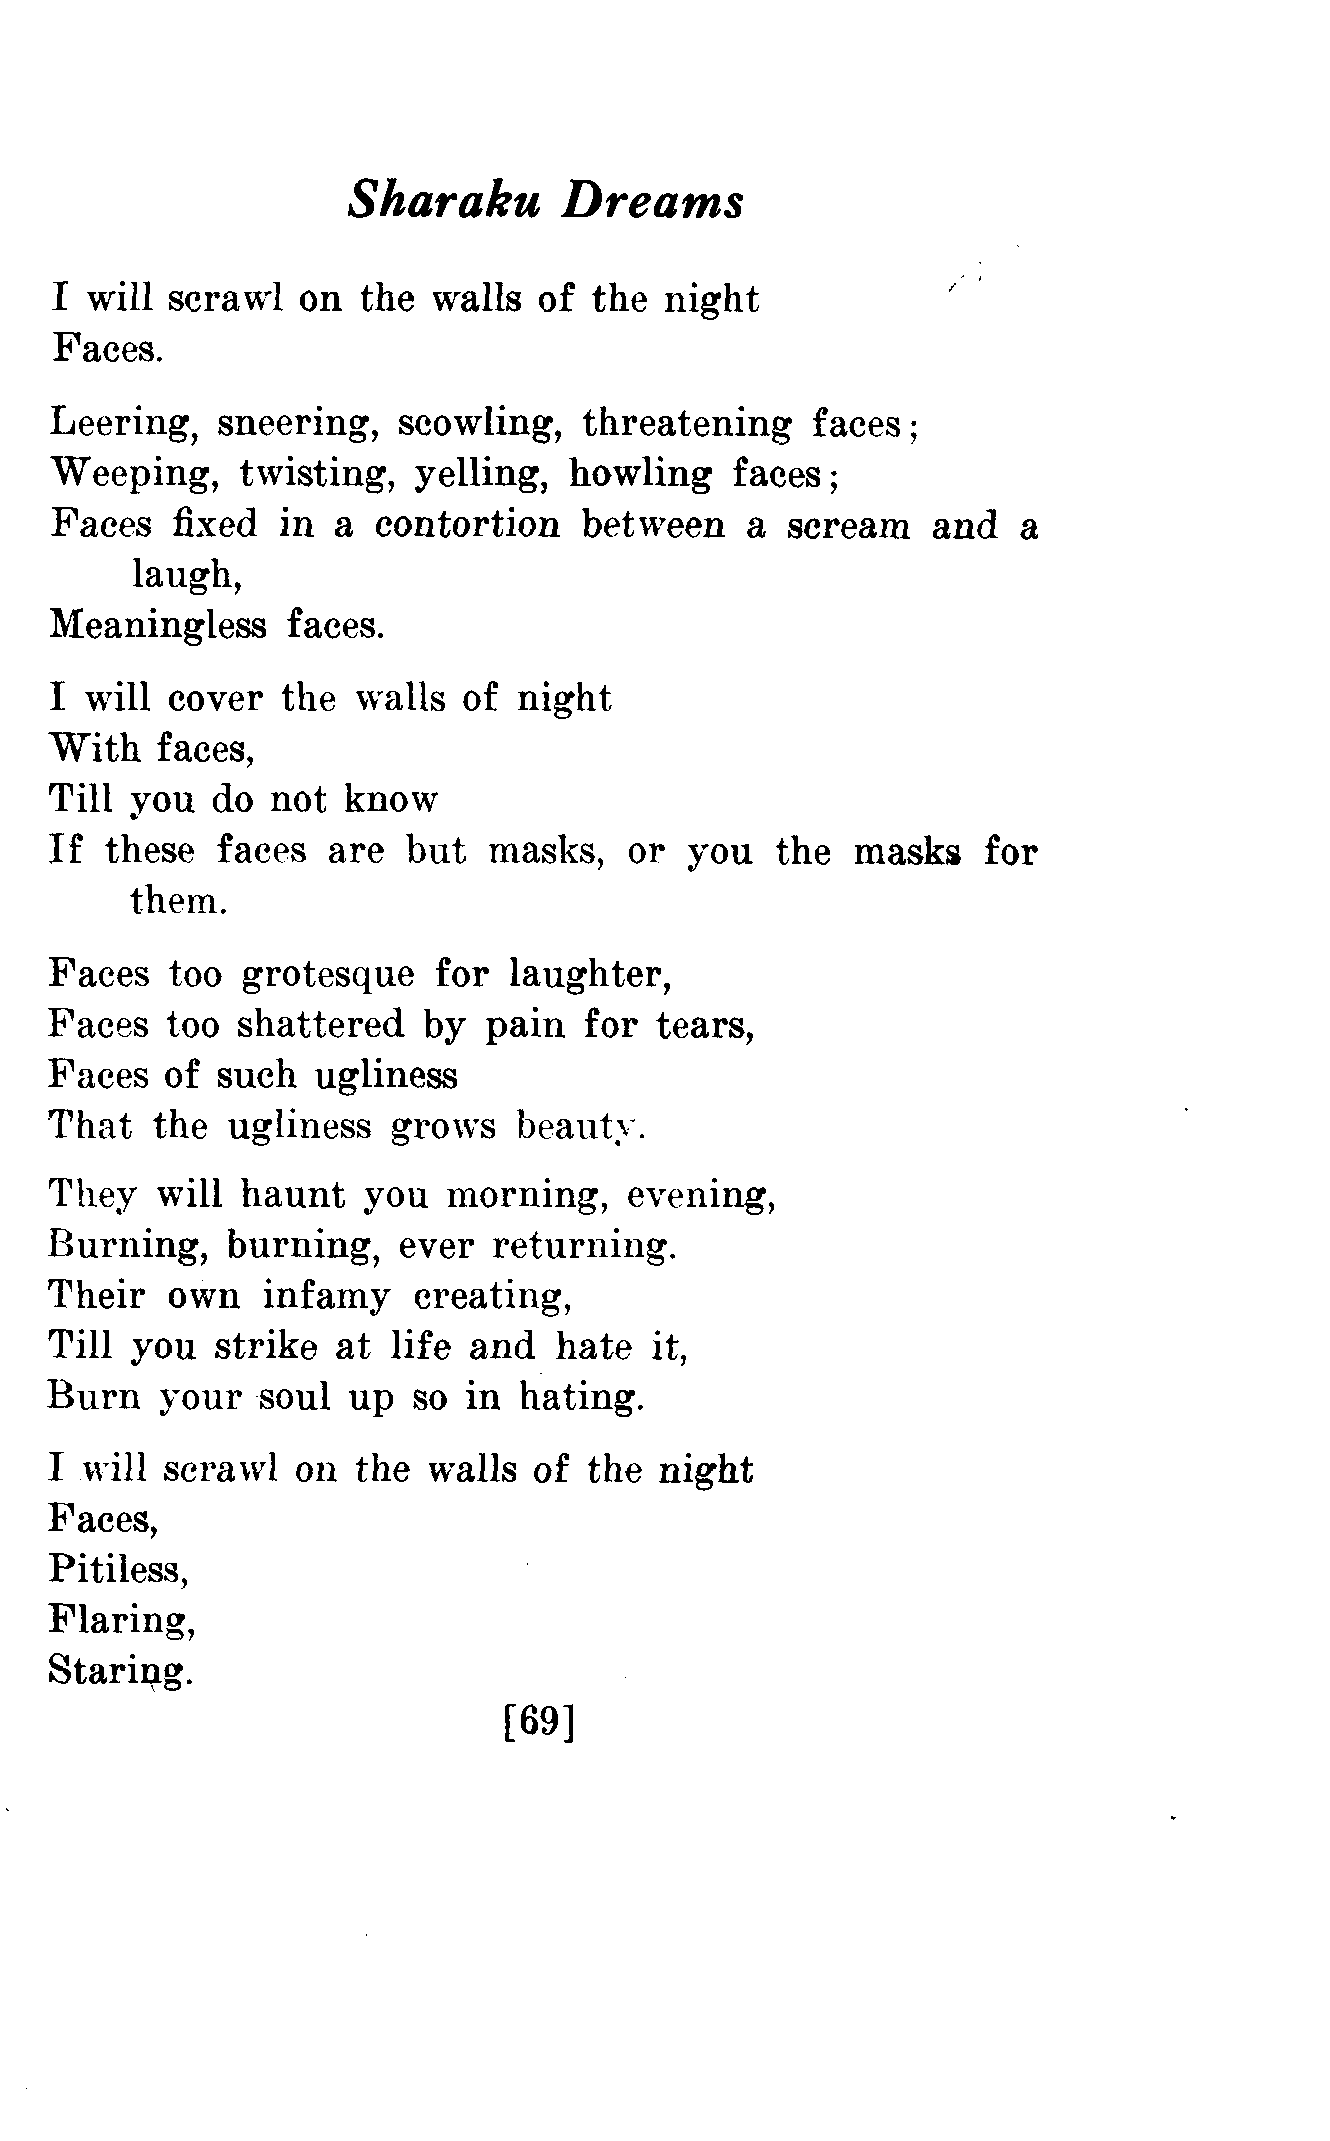 Sharaku Dreams
I will scrawl on the walls of the night
Faces.
Leering, sneering, scowling, threatening faces;
Weeping, twisting, yelling, howling faces;
Faces fixed in a contortion between a scream and a
laugh,
Meaningless faces.
I will cover the walls of night
With faces,
Till you do not know
If these faces are but masks, or you the masks for
them.
Faces too grotesque for laughter,
Faces too shattered by pain for tears,
Faces of such ugliness
That the ugliness grows beauty.
They will haunt you morning, evening,
Burning, burning, ever returning.
Their own infamy creating,
Till you strike at life and hate it,
Burn your soul up so in hating.
I will scrawl on the walls of the night
Faces,
Pitiless,
Flaring,
Staring.
[69]